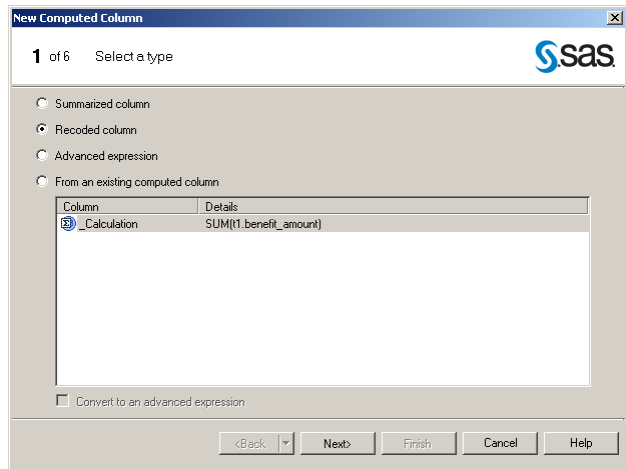 New Computed Column
1 of 6 Select a type
sas
Summarized column
Recoded column
Advanced expression
From an existing computed column
Column Details
_Calculation SUM(t1.benefit_amount)
Convert to an advanced expression
<Back Next> Finish Cancel Help